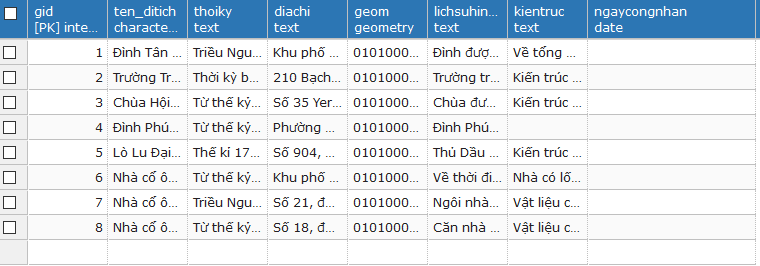 gid ten_ditich thoiky diachi geom lichsuhin... kientruc ngaycongnhan
[PK] inte... characte... text text geometry text text date
1 Đình Tân ... Triều Ngu... Khu phố ... 0101000... Đình đượ... Về tổng ...
2 Trường Tr... Thời kỳ b... 210 Bạch... 0101000... Trường tr... Kiến trúc ...
3 Chùa Hội... Từ thế kỷ... Số 35 Yer... 0101000... Chùa đư... Kiến trúc ...
4 Đình Phú... Từ thế kỷ... Phường ... 0101000... Đình Phú...
5 Lò Lu Đại... Thế kỉ 17... Số 904, ... 0101000... Thủ Dầu ... Kiến trúc ...
6 Nhà cổ ô... Từ thế kỷ... Khu phố ... 0101000... Về thời đi... Nhà có lố...
7 Nhà cổ ô... Triều Ngu... Số 21, đ... 0101000... Ngôi nhà... Vật liệu c...
8 Nhà cổ ô... Từ thế kỷ... Số 18, đ... 0101000... Căn nhà ... Vật liệu c...